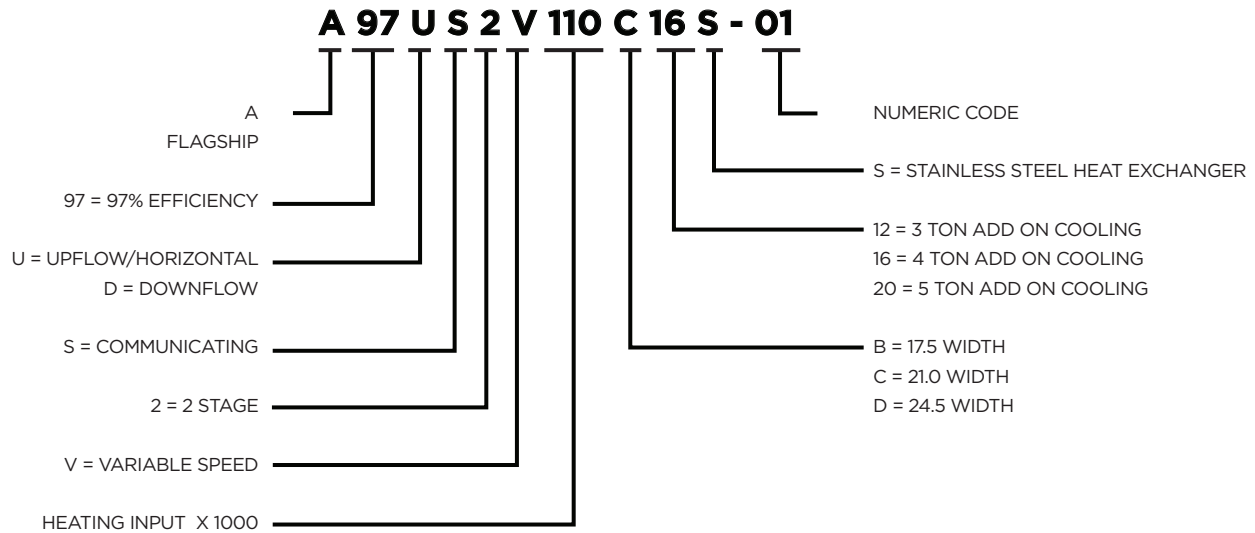 A 97 U S 2 V 110 C 16 S - 01
A
FLAGSHIP
97 = 97% EFFICIENCY
U = UPFLOW/HORIZONTAL
D = DOWNFLOW
S = COMMUNICATING
2 = 2 STAGE
V = VARIABLE SPEED
HEATING INPUT X 1000
NUMERIC CODE
S = STAINLESS STEEL HEAT EXCHANGER
12 = 3 TON ADD ON COOLING
16 = 4 TON ADD ON COOLING
20 = 5 TON ADD ON COOLING
B = 17.5 WIDTH
C = 21.0 WIDTH
D = 24.5 WIDTH